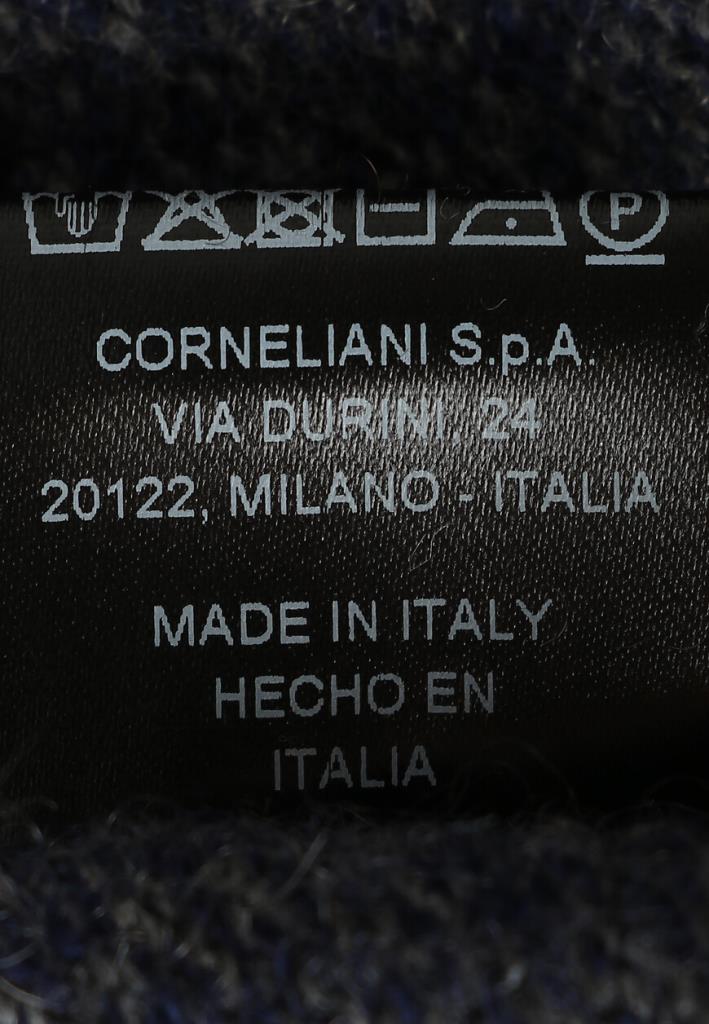 P
CORNELIANI S.p.A.
VIA DURINI, 24
20122, MILANO - ITALIA
MADE IN ITALY
HECHO EN
ITALIA